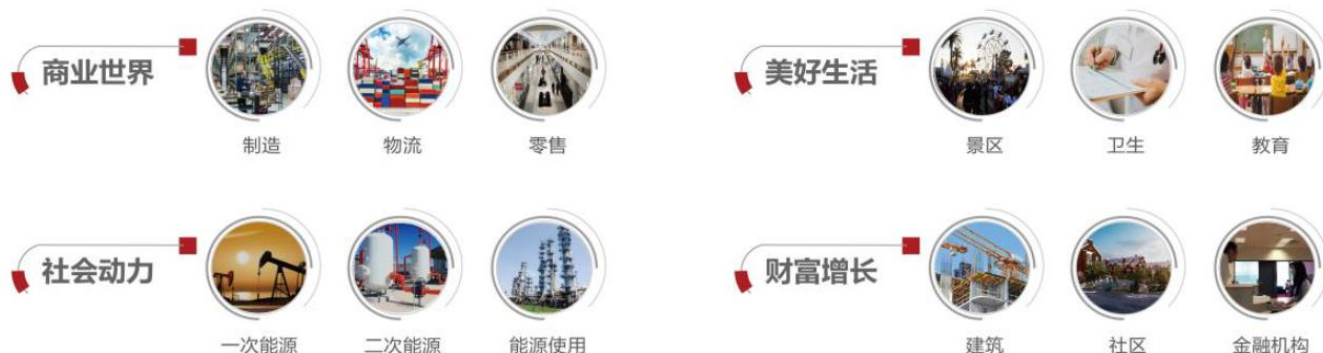 商业世界
制造
物流
零售
美好生活
景区
卫生
教育
社会动力
一次能源
二次能源
能源使用
财富增长
建筑
社区
金融机构